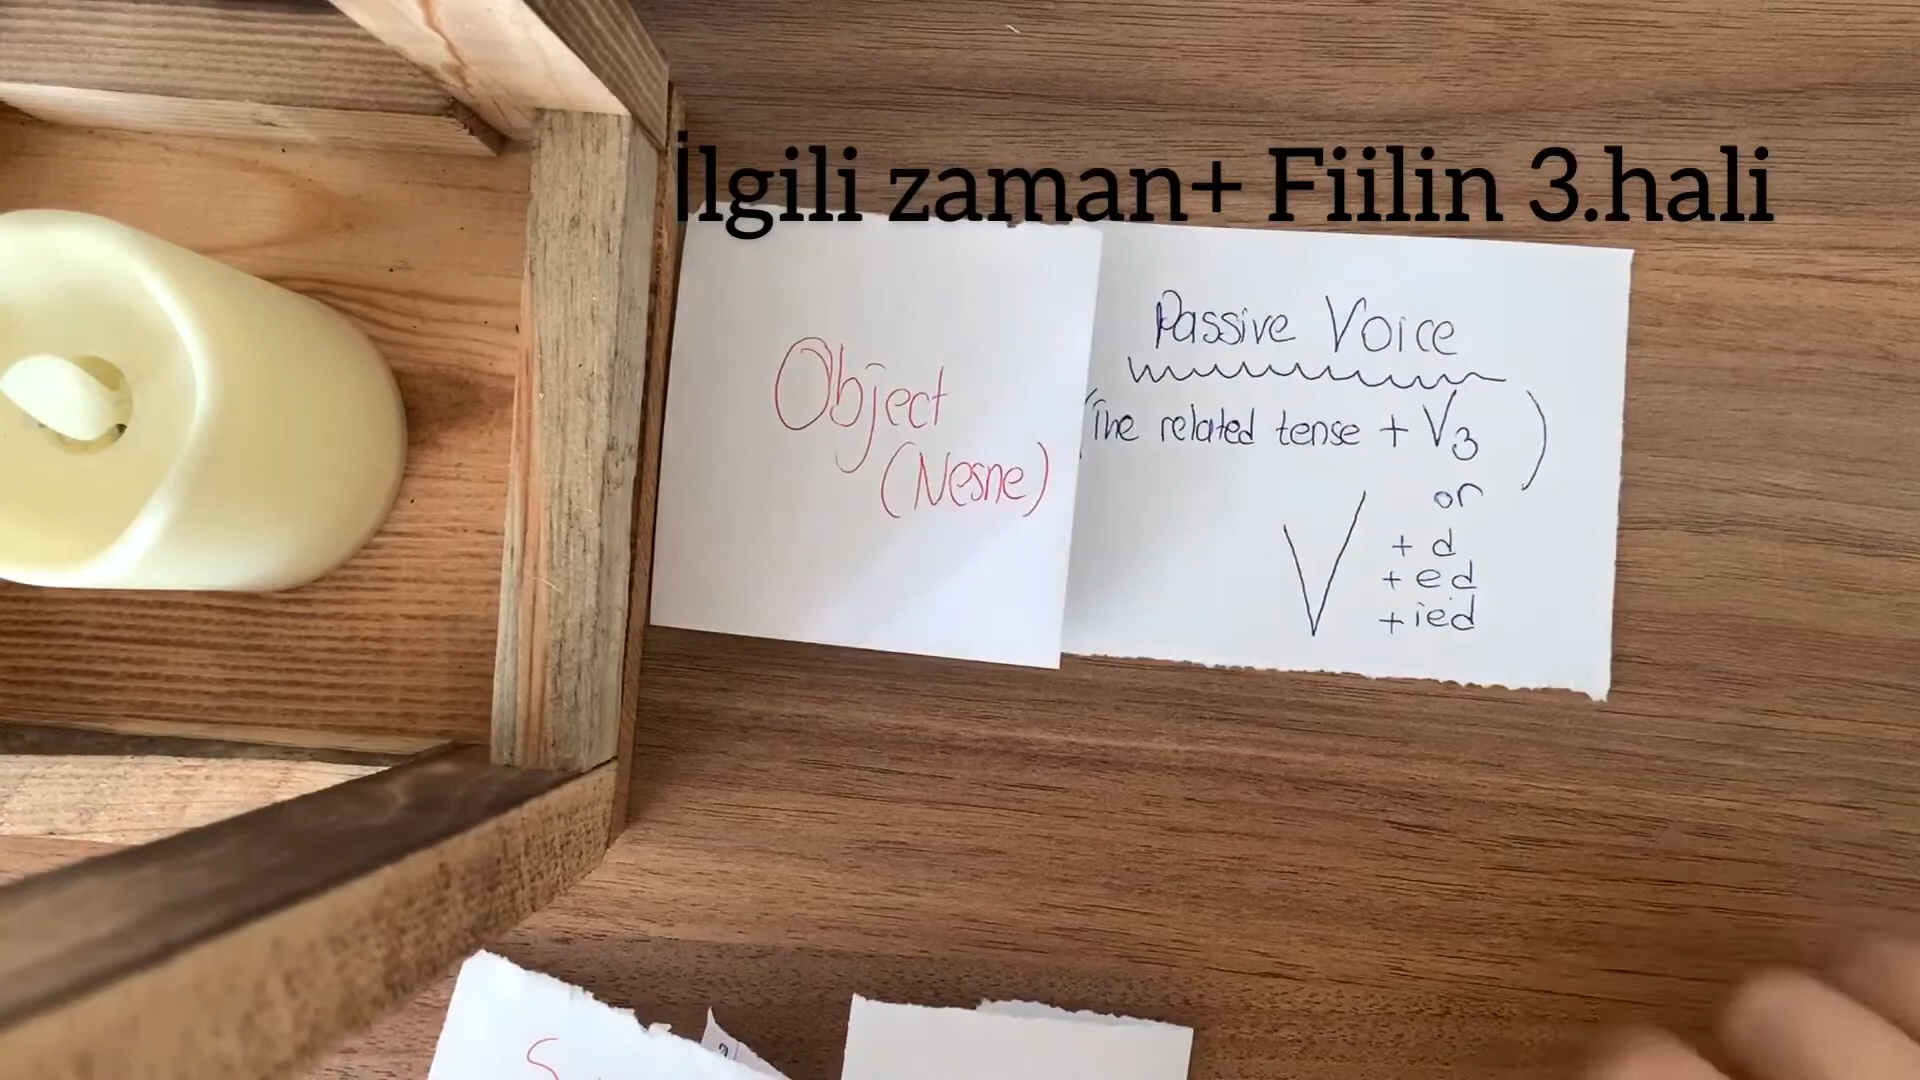 İlgili zaman+ Fiilin 3.hali
Object
(Nesne)
Passive Voice
(The related tense + V3)
or
V + d
+ ed
+ ied